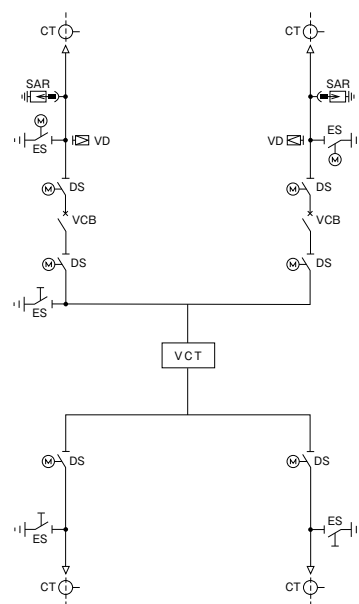 CT CT
SAR SAR
M
ES VD VD ES
M
M DS M DS
VCB VCB
M DS M DS
ES
VCT
M DS M DS
ES ES
CT CT